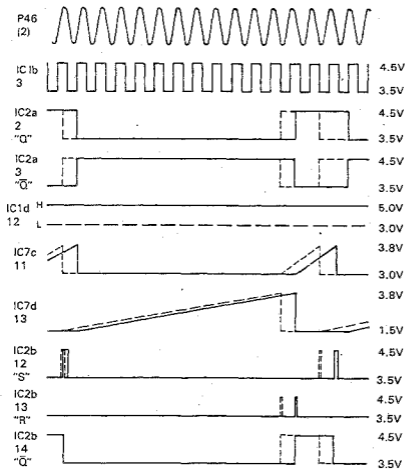 P46
(2)
IC1b
3
4.5V
3.5V
IC2a
2
"Q"
4.5V
3.5V
IC2a
3
"Q̅"
4.5V
3.5V
IC1d
12
H
L
5.0V
3.0V
IC7c
11
3.8V
3.0V
IC7d
13
3.8V
1.5V
IC2b
12
"S"
4.5V
3.5V
IC2b
13
"R"
4.5V
3.5V
IC2b
14
"Q̅"
4.5V
3.5V